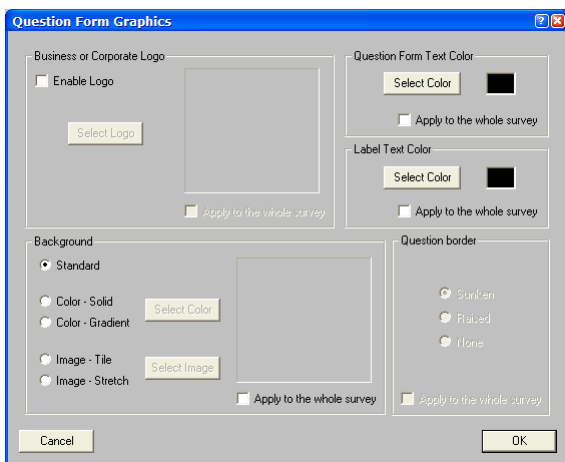 Question Form Graphics
Business or Corporate Logo
Enable Logo
Select Logo
Apply to the whole survey
Question Form Text Color
Select Color
Apply to the whole survey
Label Text Color
Select Color
Apply to the whole survey
Background
Standard
Color - Solid
Color - Gradient
Select Color
Image - Tile
Image - Stretch
Select Image
Apply to the whole survey
Question border
Sunken
Raised
None
Apply to the whole survey
Cancel
OK